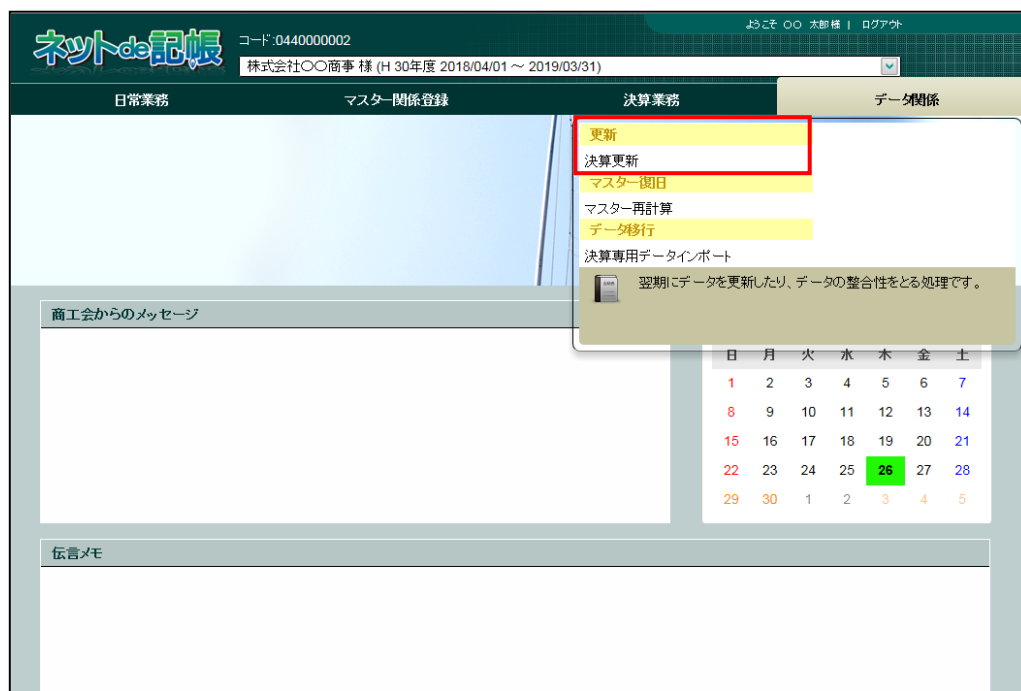 ようこそ ○○ 太郎 様 | ログアウト
ネットde記帳
コード:0440000002
株式会社○○商事 様 (H 30年度 2018/04/01 ～ 2019/03/31)
日常業務 マスター関係登録 決算業務 データ関係
更新
決算更新
マスター復旧
マスター再計算
データ移行
決算専用データインポート
翌期にデータを更新したり、データの整合性をとる処理です。
商工会からのメッセージ
日 月 火 水 木 金 土
1 2 3 4 5 6 7
8 9 10 11 12 13 14
15 16 17 18 19 20 21
22 23 24 25 26 27 28
29 30 1 2 3 4 5
伝言メモ